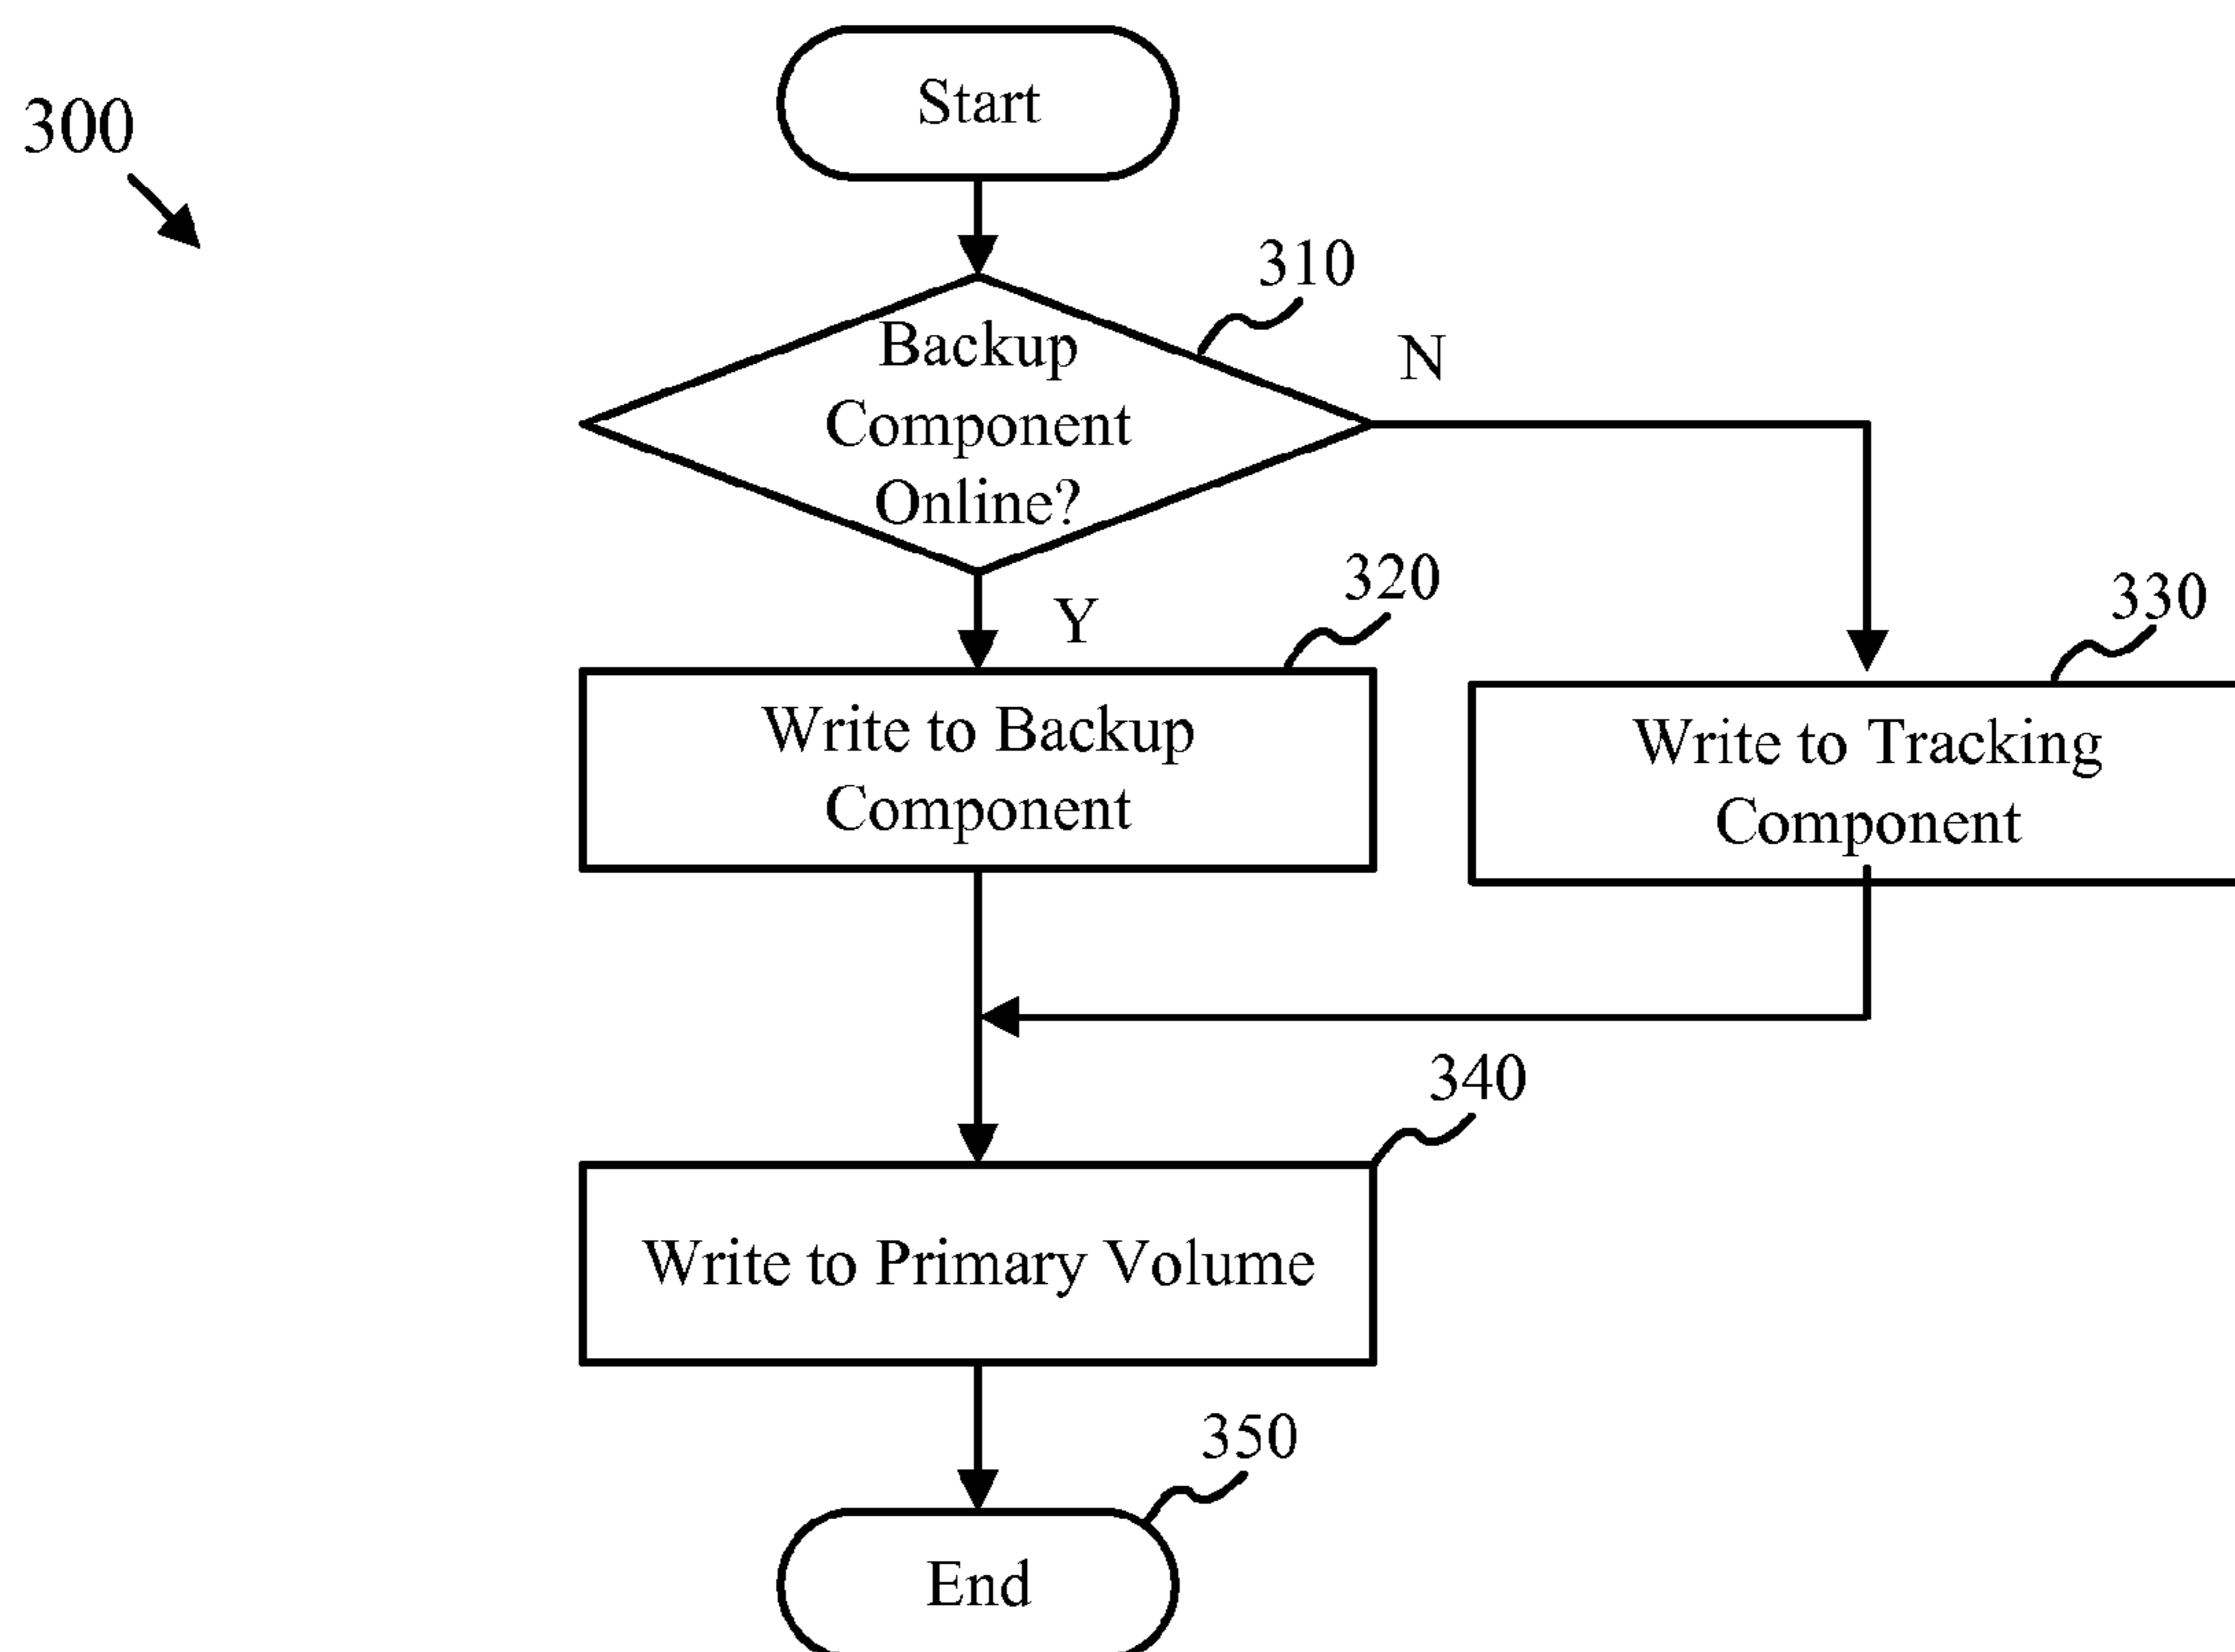 Start
300
310
Backup
Component
Online?
N
Y
320
330
Write to Backup
Component
Write to Tracking
Component
340
Write to Primary Volume
350
End